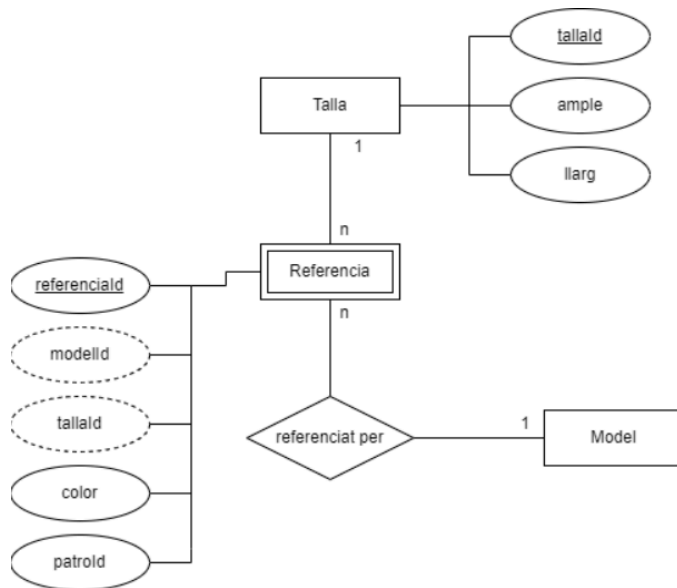 tallaId
Talla
ample
1
llarg
n
Referencia
referenciaId
n
modelId
tallaId
referenciat per
1
Model
color
patroId